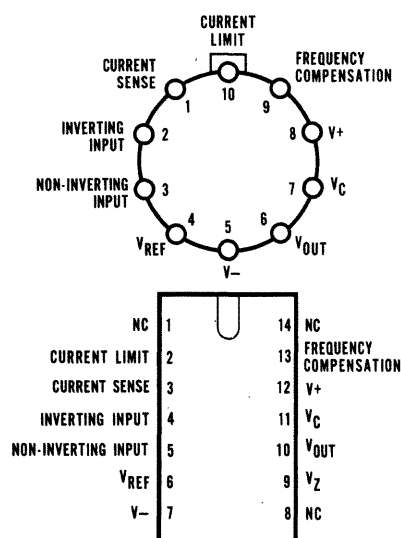 CURRENT
LIMIT
CURRENT
SENSE
FREQUENCY
COMPENSATION
10
1
9
INVERTING
INPUT
2
8
V+
NON-INVERTING
INPUT
3
7
VC
4
5
6
VREF
VOUT
V–
NC 1
14 NC
CURRENT LIMIT 2
13 FREQUENCY
COMPENSATION
CURRENT SENSE 3
12 V+
INVERTING INPUT 4
11 VC
NON-INVERTING INPUT 5
10 VOUT
VREF 6
9 VZ
V– 7
8 NC